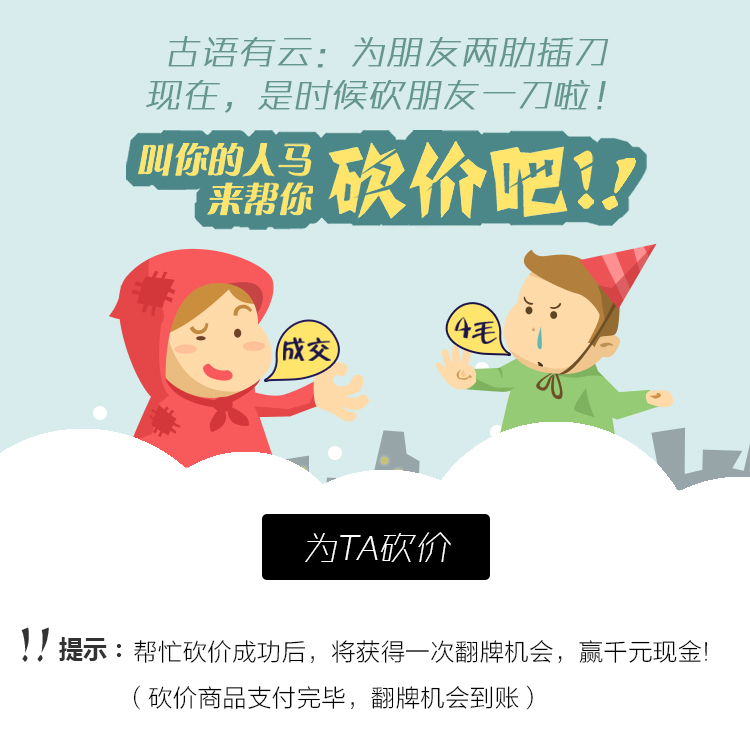 古语有云：为朋友两肋插刀
现在，是时候砍朋友一刀啦！
叫你的人马
来帮你
砍价吧!!
成交
4毛
为TA砍价
!!提示：帮忙砍价成功后，将获得一次翻牌机会，赢千元现金!
（砍价商品支付完毕，翻牌机会到账）